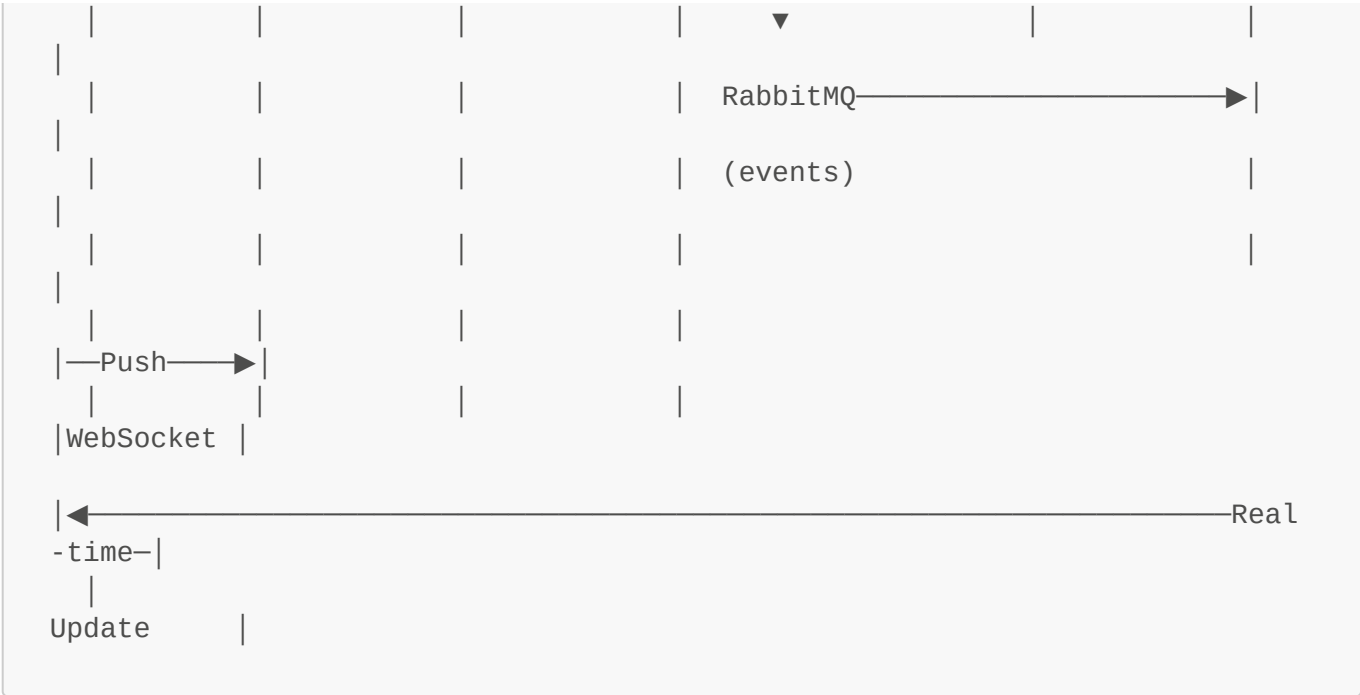 |          |            |             |     ▼              |             |
|
|          |            |             |  RabbitMQ──────────────────────►|
|
|          |            |             |  (events)                       |
|
|          |            |             |                                 |
|
|          |            |             |
|──Push────►|
|          |            |             |
|WebSocket |
|◄─────────────────────────────────────────────────────────────────────Real
-time─|
|
Update     |